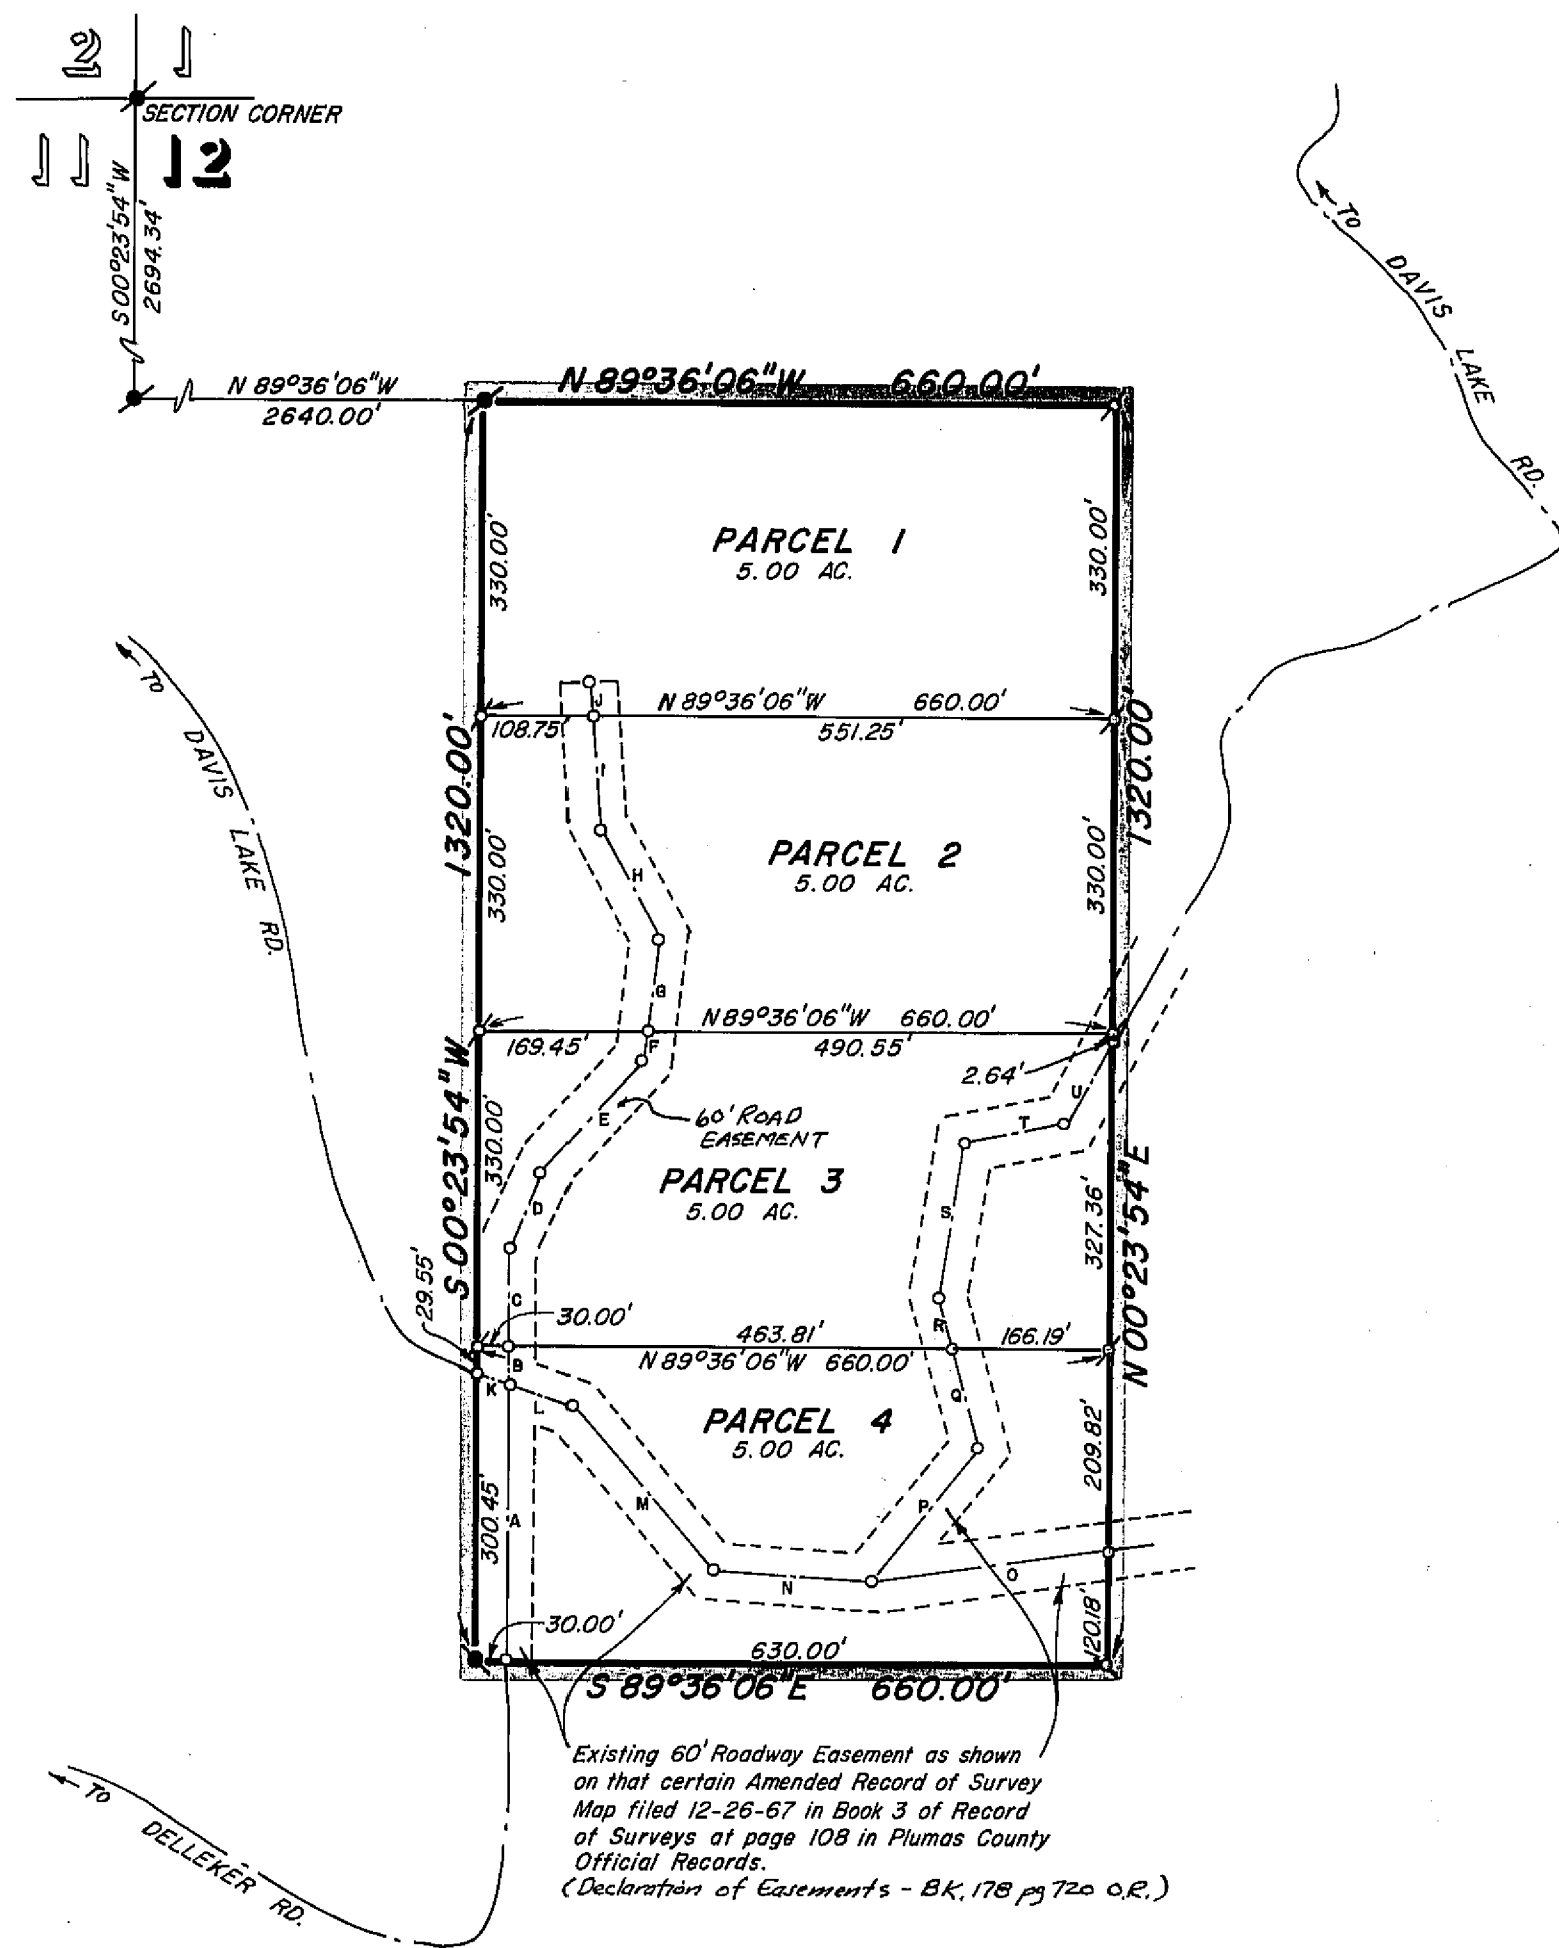 2 1
SECTION CORNER
11 12
S 00°23'54"W
2694.34'
N 89°36'06"W
2640.00'
N 89°36'06"W 660.00'
TO DAVIS LAKE RD.
330.00'
PARCEL 1
5.00 AC.
330.00'
TO DAVIS LAKE RD.
J
N 89°36'06"W 660.00'
108.75'
551.25'
1320.00'
1320.00'
I
330.00'
H
PARCEL 2
5.00 AC.
330.00'
G
N 89°36'06"W 660.00'
169.45'
F
490.55'
2.64'
U
T
E
60' ROAD
EASEMENT
S 00°23'54"W
330.00'
D
PARCEL 3
5.00 AC.
S
327.36'
N 00°23'54"E
29.55'
C
30.00'
463.81'
R
166.19'
B
N 89°36'06"W 660.00'
K
Q
PARCEL 4
5.00 AC.
209.82'
300.45'
A
M
P
N
O
30.00'
630.00'
120.18'
S 89°36'06"E 660.00'
Existing 60' Roadway Easement as shown
on that certain Amended Record of Survey
Map filed 12-26-67 in Book 3 of Record
of Surveys at page 108 in Plumas County
Official Records.
(Declaration of Easements - BK. 178 pg 720 O.R.)
TO DELLEKER RD.